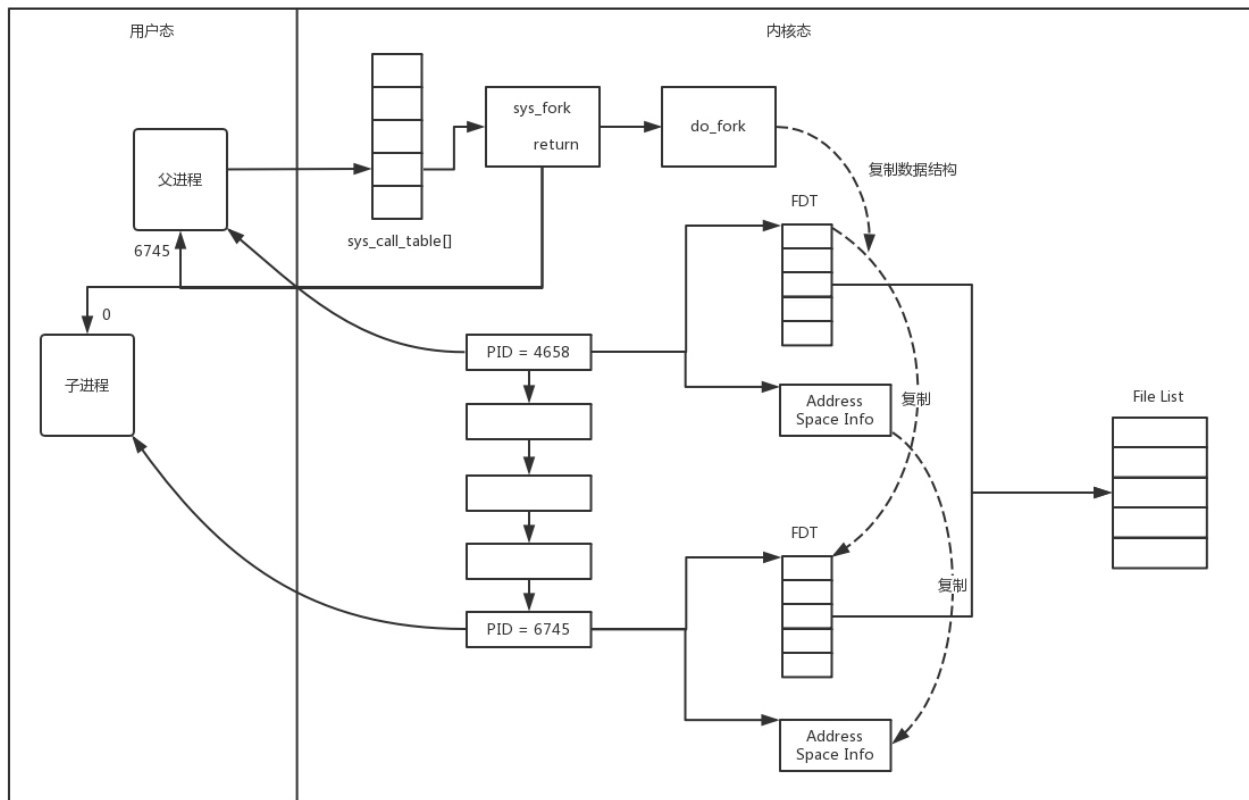 用户态
内核态
sys_fork
return
do_fork
父进程
复制数据结构
FDT
sys_call_table[]
6745
0
PID = 4658
子进程
Address
Space Info
复制
File List
FDT
复制
PID = 6745
Address
Space Info